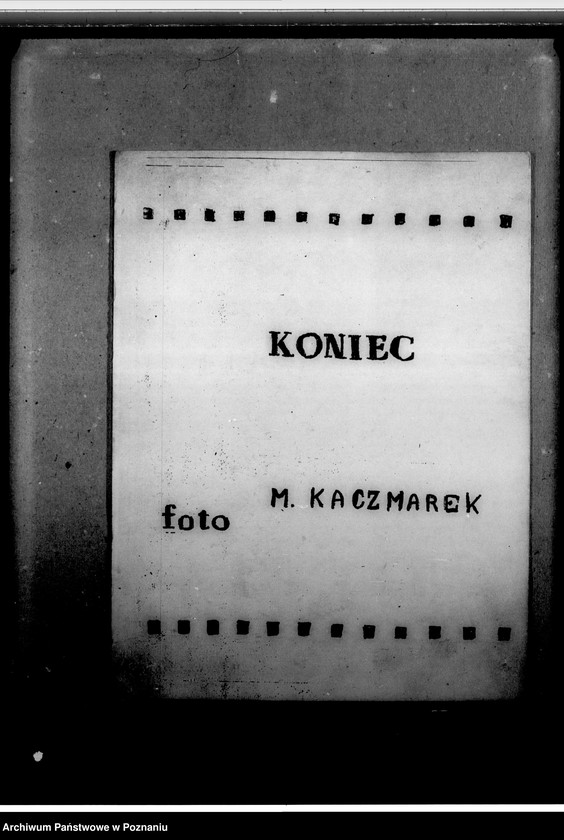 KONIEC
M. KACZMAREK
foto
Archiwum Państwowe w Poznaniu